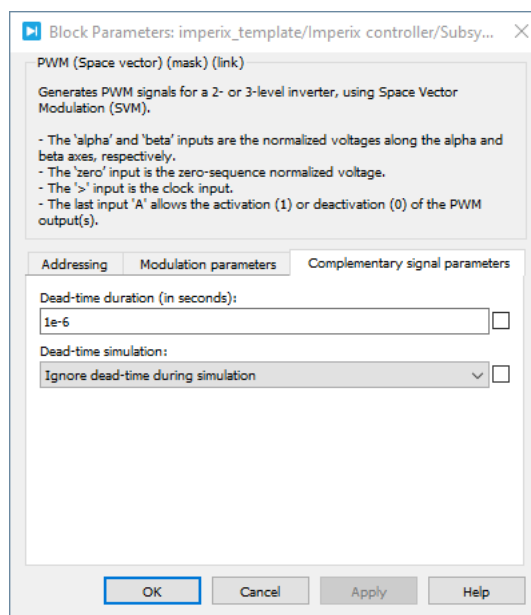 Block Parameters: imperix_template/Imperix controller/Subsy...
PWM (Space vector) (mask) (link)
Generates PWM signals for a 2- or 3-level inverter, using Space Vector
Modulation (SVM).
- The 'alpha' and 'beta' inputs are the normalized voltages along the alpha and
beta axes, respectively.
- The 'zero' input is the zero-sequence normalized voltage.
- The '>' input is the clock input.
- The last input 'A' allows the activation (1) or deactivation (0) of the PWM
output(s).
Addressing Modulation parameters Complementary signal parameters
Dead-time duration (in seconds):
1e-6
Dead-time simulation:
Ignore dead-time during simulation
OK Cancel Apply Help